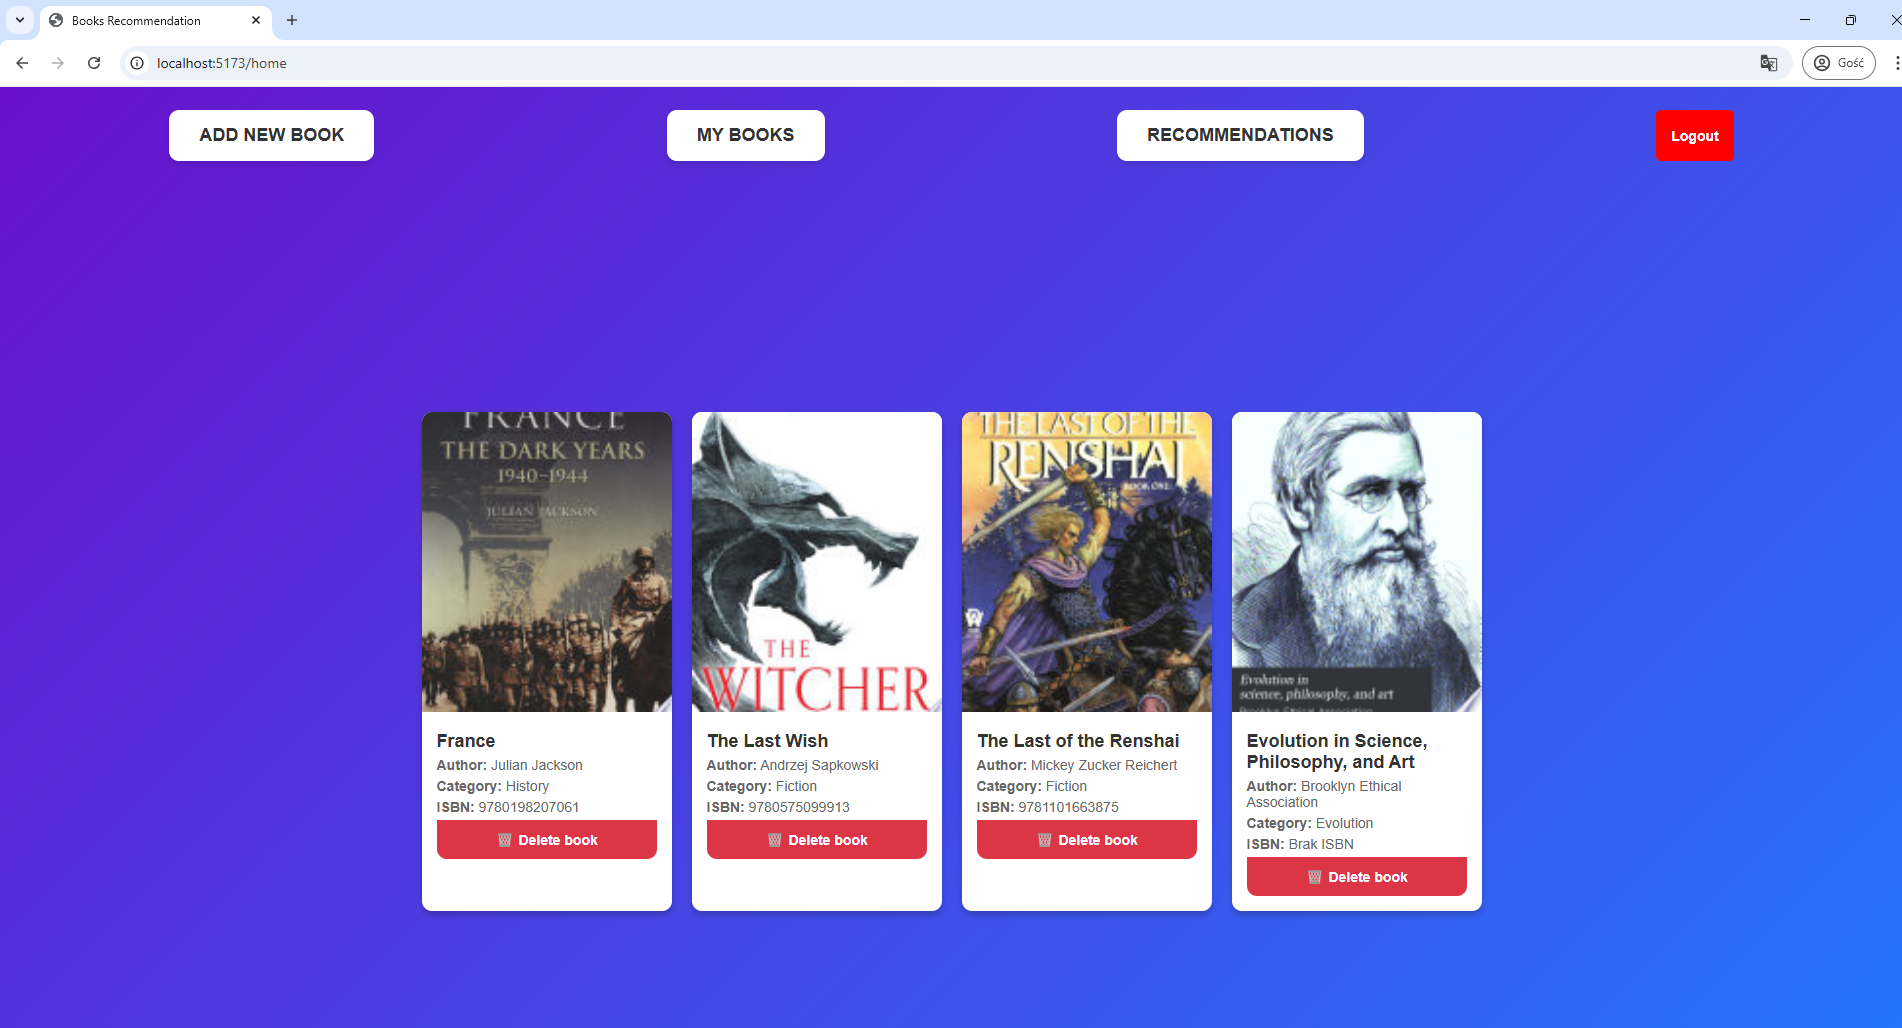 Books Recommendation
localhost:5173/home
Gość
ADD NEW BOOK
MY BOOKS
RECOMMENDATIONS
Logout
FRANCE
THE DARK YEARS
1940–1944
JULIAN JACKSON
THE
WITCHER
THE LAST OF THE
RENSHAI
BOOK ONE
Evolution in
science, philosophy, and art
Brooklyn Ethical Association
France
Author: Julian Jackson
Category: History
ISBN: 9780198207061
Delete book
The Last Wish
Author: Andrzej Sapkowski
Category: Fiction
ISBN: 9780575099913
Delete book
The Last of the Renshai
Author: Mickey Zucker Reichert
Category: Fiction
ISBN: 9781101663875
Delete book
Evolution in Science,
Philosophy, and Art
Author: Brooklyn Ethical
Association
Category: Evolution
ISBN: Brak ISBN
Delete book